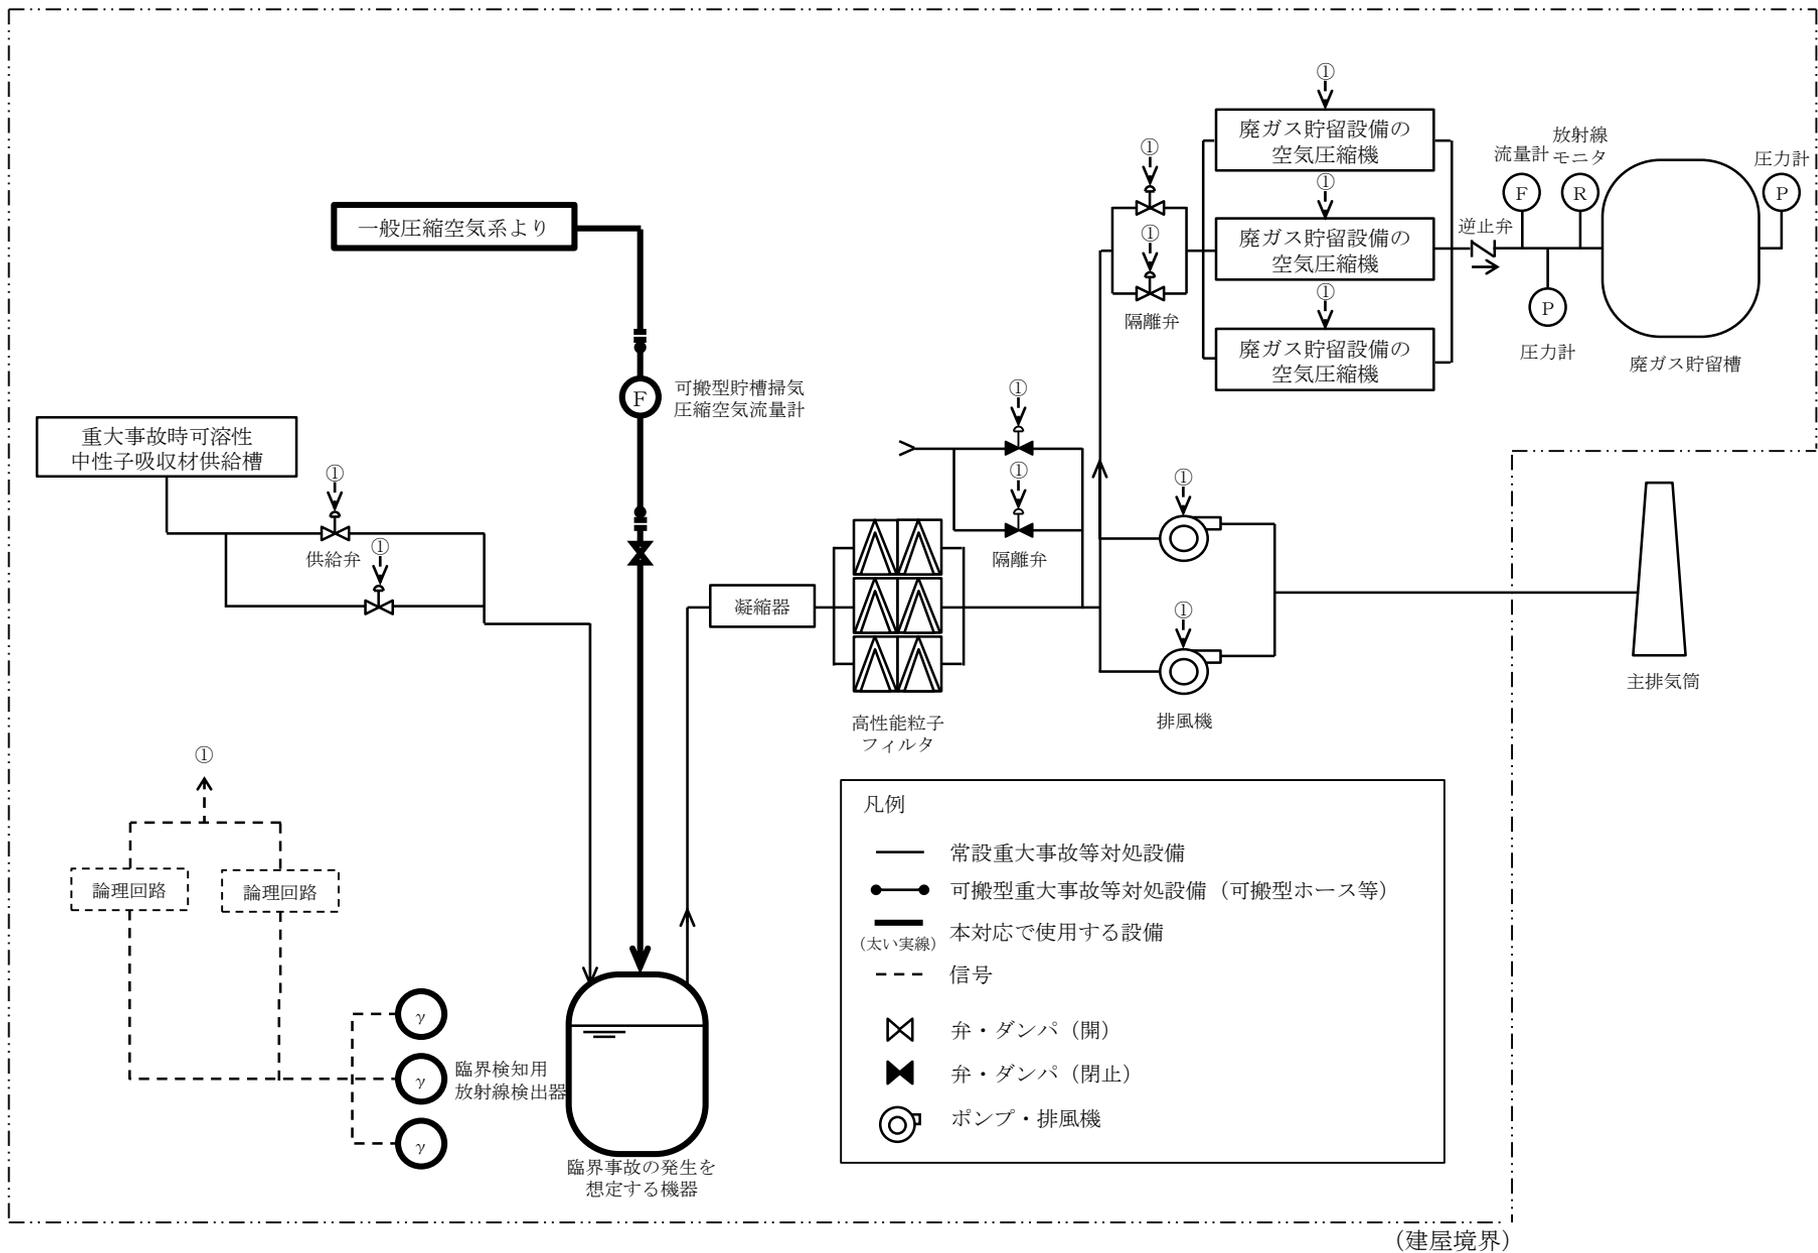 ①
廃ガス貯留設備の
空気圧縮機
①
廃ガス貯留設備の
空気圧縮機
①
廃ガス貯留設備の
空気圧縮機
①
①
隔離弁
逆止弁
流量計
F
放射線
モニタ
R
P
圧力計
圧力計
P
廃ガス貯留槽
一般圧縮空気系より
F
可搬型貯槽掃気
圧縮空気流量計
重大事故時可溶性
中性子吸収材供給槽
①
供給弁
①
①
①
隔離弁
凝縮器
高性能粒子
フィルタ
①
①
排風機
主排気筒
①
論理回路
論理回路
γ
γ
γ
臨界検知用
放射線検出器
臨界事故の発生を
想定する機器
凡例
常設重大事故等対処設備
可搬型重大事故等対処設備（可搬型ホース等）
（太い実線）
本対応で使用する設備
信号
弁・ダンパ（開）
弁・ダンパ（閉止）
ポンプ・排風機
（建屋境界）